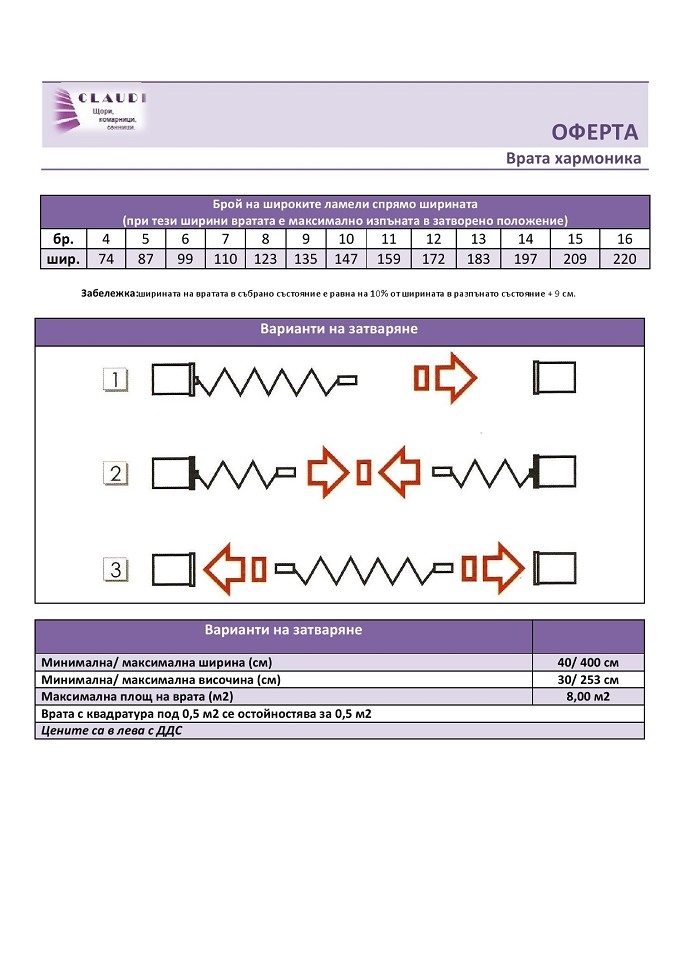 CLAUDI
Щори,
комарници,
сенници
ОФЕРТА
Врата хармоника
Брой на широките ламели спрямо ширината
(при тези ширини вратата е максимално изпъната в затворено положение)
бр. 4 5 6 7 8 9 10 11 12 13 14 15 16
шир. 74 87 99 110 123 135 147 159 172 183 197 209 220
Забележка:ширината на вратата в събрано състояние е равна на 10% от ширината в разпънато състояние + 9 см.
Варианти на затваряне
1
2
3
Варианти на затваряне
Минимална/ максимална ширина (см) 40/ 400 см
Минимална/ максимална височина (см) 30/ 253 см
Максимална площ на врата (м2) 8,00 м2
Врата с квадратура под 0,5 м2 се остойностява за 0,5 м2
Цените са в лева с ДДС